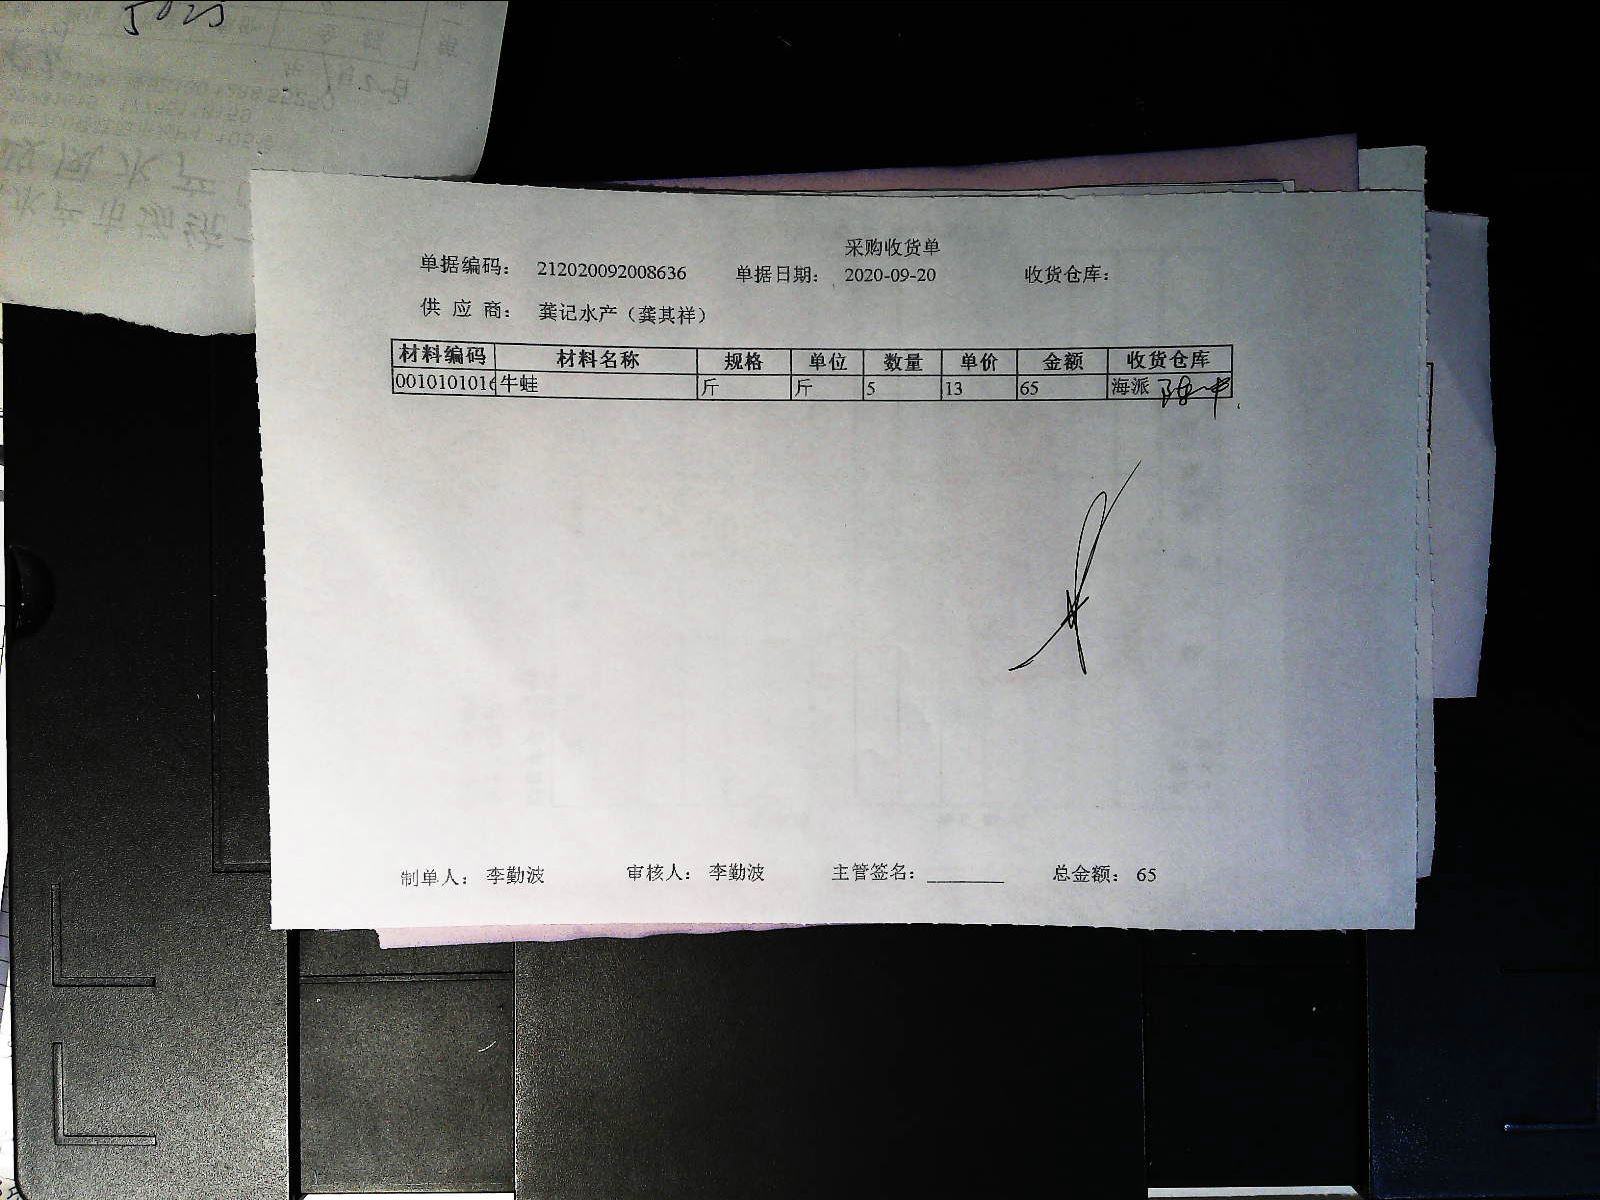 采购收货单
单据编码： 212020092008636 单据日期： 2020-09-20 收货仓库：
供 应 商： 龚记水产（龚其祥）
材料编码 材料名称 规格 单位 数量 单价 金额 收货仓库
0010101016 牛蛙 斤 斤 5 13 65 海派
制单人： 李勤波 审核人： 李勤波 主管签名： 总金额： 65